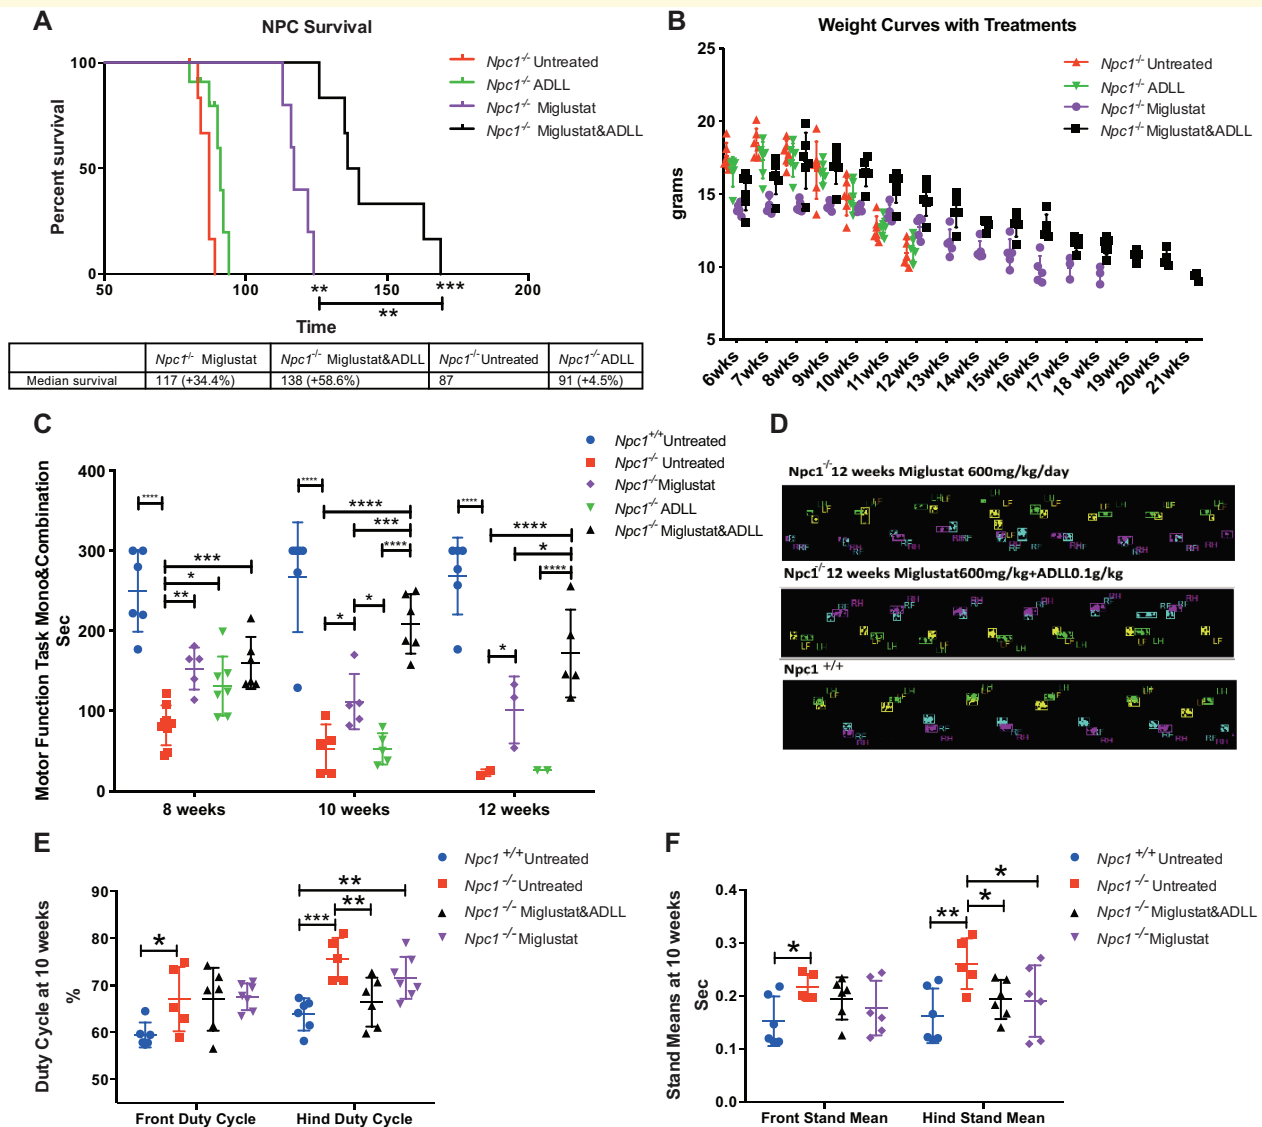 A
NPC Survival
Percent survival
100
50
0
50
100
150
200
**
***
**
Time
Npc1-/- Untreated
Npc1-/- ADLL
Npc1-/- Miglustat
Npc1-/- Miglustat&ADLL
Npc1-/- Miglustat
Npc1-/- Miglustat&ADLL
Npc1-/- Untreated
Npc1-/- ADLL
Median survival
117 (+34.4%)
138 (+58.6%)
87
91 (+4.5%)
B
Weight Curves with Treatments
grams
25
20
15
10
5
Npc1-/- Untreated
Npc1-/- ADLL
Npc1-/- Miglustat
Npc1-/- Miglustat&ADLL
6wks
7wks
8wks
9wks
10wks
11wks
12wks
13wks
14wks
15wks
16wks
17wks
18 wks
19wks
20wks
21wks
C
Motor Function Task Mono&Combination
Sec
400
300
200
100
0
****
***
*
**
****
****
***
****
*
*
****
****
*
****
*
8 weeks
10 weeks
12 weeks
Npc1+/+Untreated
Npc1-/- Untreated
Npc1-/-Miglustat
Npc1-/- ADLL
Npc1-/- Miglustat&ADLL
D
Npc1-/-12 weeks Miglustat 600mg/kg/day
Npc1-/-12 weeks Miglustat600mg/kg+ADLL0.1g/kg
Npc1 +/+
E
Duty Cycle at 10 weeks
%
90
80
70
60
50
*
**
**
***
Front Duty Cycle
Hind Duty Cycle
Npc1 +/+Untreated
Npc1-/-Untreated
Npc1-/- Miglustat&ADLL
Npc1-/-Miglustat
F
Stand Means at 10 weeks
Sec
0.4
0.3
0.2
0.1
0.0
*
*
*
**
Front Stand Mean
Hind Stand Mean
Npc1 +/+Untreated
Npc1 -/- Untreated
Npc1 -/- Miglustat&ADLL
Npc1 -/-Miglustat